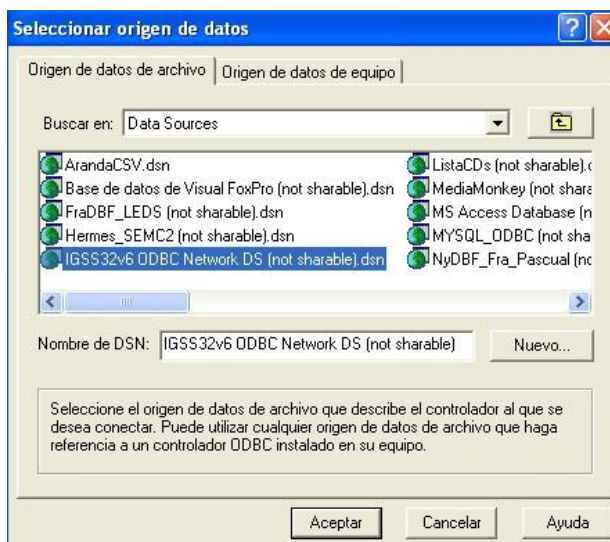 Seleccionar origen de datos
Origen de datos de archivo
Origen de datos de equipo
Buscar en:
Data Sources
ArandaCSV.dsn
Base de datos de Visual FoxPro (not sharable).dsn
FraDBF_LEDS (not sharable).dsn
Hermes_SEMC2 (not sharable).dsn
IGSS32v6 ODBC Network DS (not sharable).dsn
ListaCDs (not sharable).
MediaMonkey (not shara
MS Access Database (n
MYSQL_ODBC (not sha
NyDBF_Fra_Pascual (no
Nombre de DSN:
IGSS32v6 ODBC Network DS (not sharable)
Nuevo...
Seleccione el origen de datos de archivo que describe el controlador al que se
desea conectar. Puede utilizar cualquier origen de datos de archivo que haga
referencia a un controlador ODBC instalado en su equipo.
Aceptar
Cancelar
Ayuda